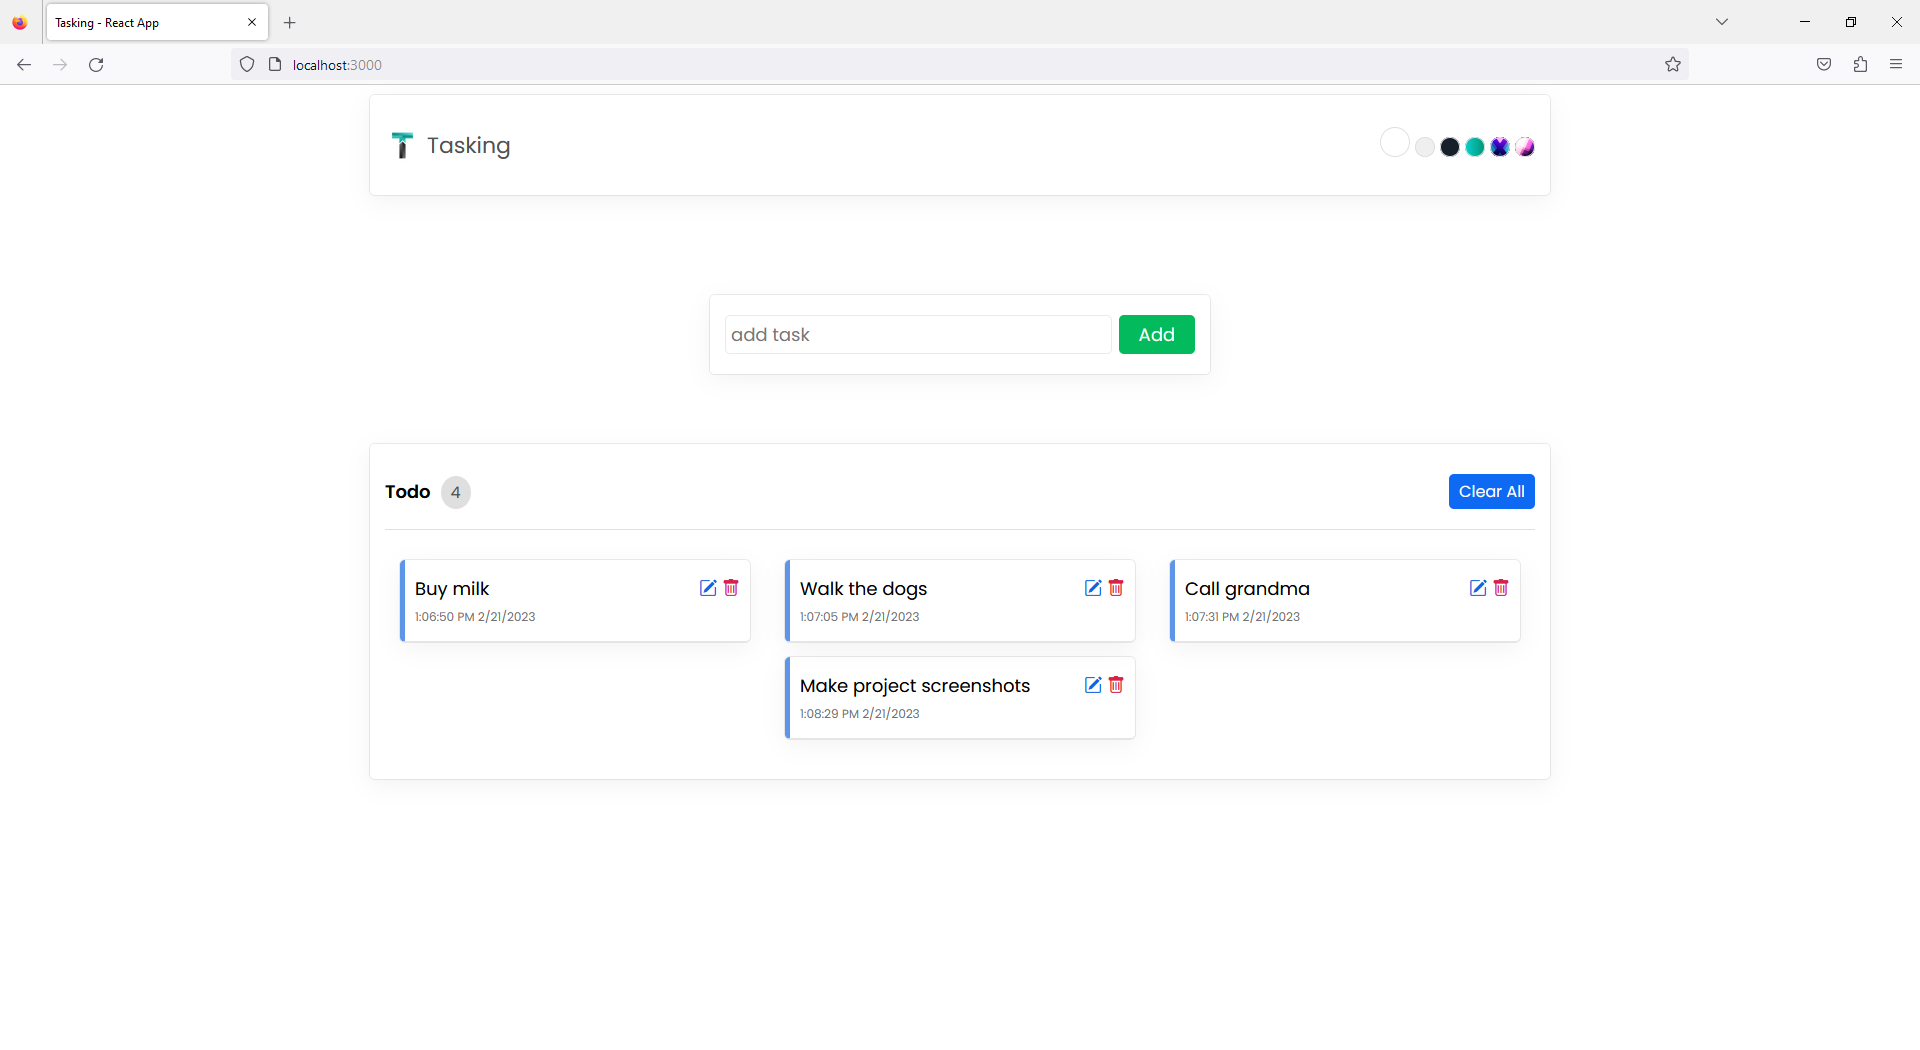 Tasking - React App
localhost:3000
Tasking
add task
Add
Todo 4
Clear All
Buy milk
1:06:50 PM 2/21/2023
Walk the dogs
1:07:05 PM 2/21/2023
Call grandma
1:07:31 PM 2/21/2023
Make project screenshots
1:08:29 PM 2/21/2023